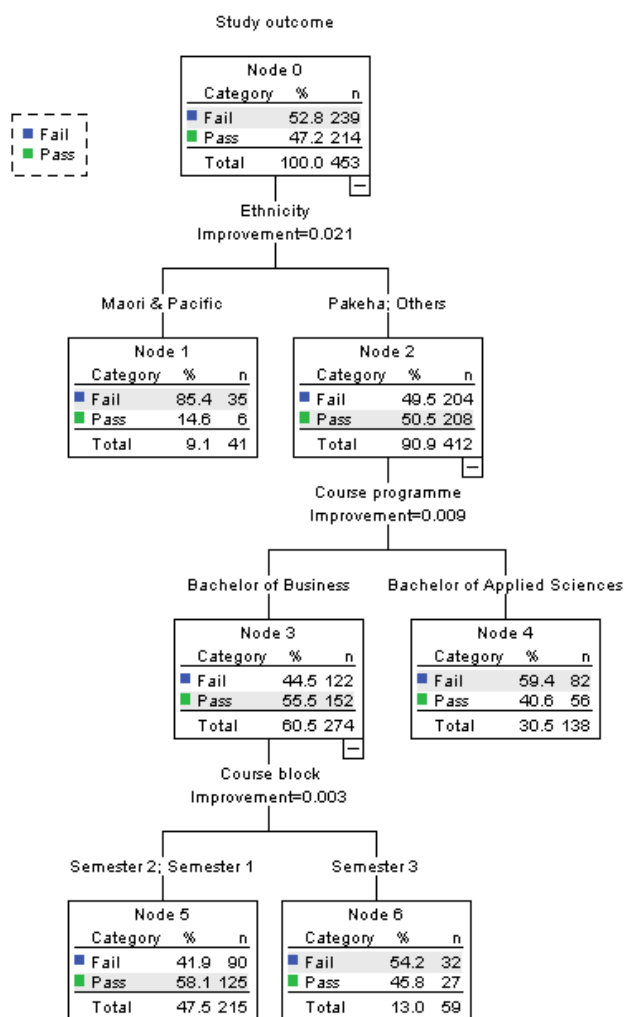 Study outcome
Node 0
Category % n
Fail 52.8 239
Pass 47.2 214
Total 100.0 453
Fail
Pass
Ethnicity
Improvement=0.021
Maori & Pacific
Pakeha; Others
Node 1
Category % n
Fail 85.4 35
Pass 14.6 6
Total 9.1 41
Node 2
Category % n
Fail 49.5 204
Pass 50.5 208
Total 90.9 412
Course programme
Improvement=0.009
Bachelor of Business
Bachelor of Applied Sciences
Node 3
Category % n
Fail 44.5 122
Pass 55.5 152
Total 60.5 274
Node 4
Category % n
Fail 59.4 82
Pass 40.6 56
Total 30.5 138
Course block
Improvement=0.003
Semester 2; Semester 1
Semester 3
Node 5
Category % n
Fail 41.9 90
Pass 58.1 125
Total 47.5 215
Node 6
Category % n
Fail 54.2 32
Pass 45.8 27
Total 13.0 59